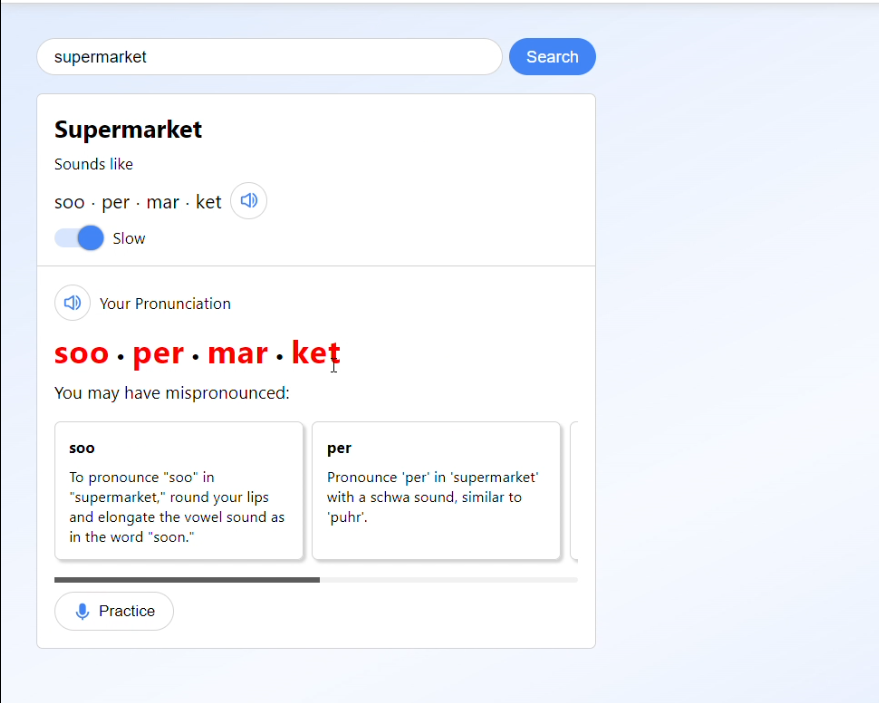 supermarket
Search
Supermarket
Sounds like
soo · per · mar · ket
Slow
Your Pronunciation
soo · per · mar · ket
You may have mispronounced:
soo
To pronounce "soo" in
"supermarket," round your lips
and elongate the vowel sound as
in the word "soon."
per
Pronounce 'per' in 'supermarket'
with a schwa sound, similar to
'puhr'.
Practice